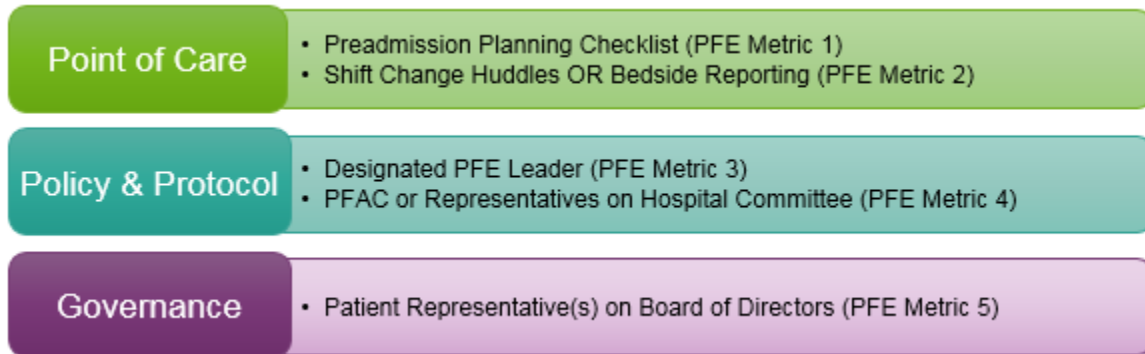 Point of Care
• Preadmission Planning Checklist (PFE Metric 1)
• Shift Change Huddles OR Bedside Reporting (PFE Metric 2)
Policy & Protocol
• Designated PFE Leader (PFE Metric 3)
• PFAC or Representatives on Hospital Committee (PFE Metric 4)
Governance
• Patient Representative(s) on Board of Directors (PFE Metric 5)